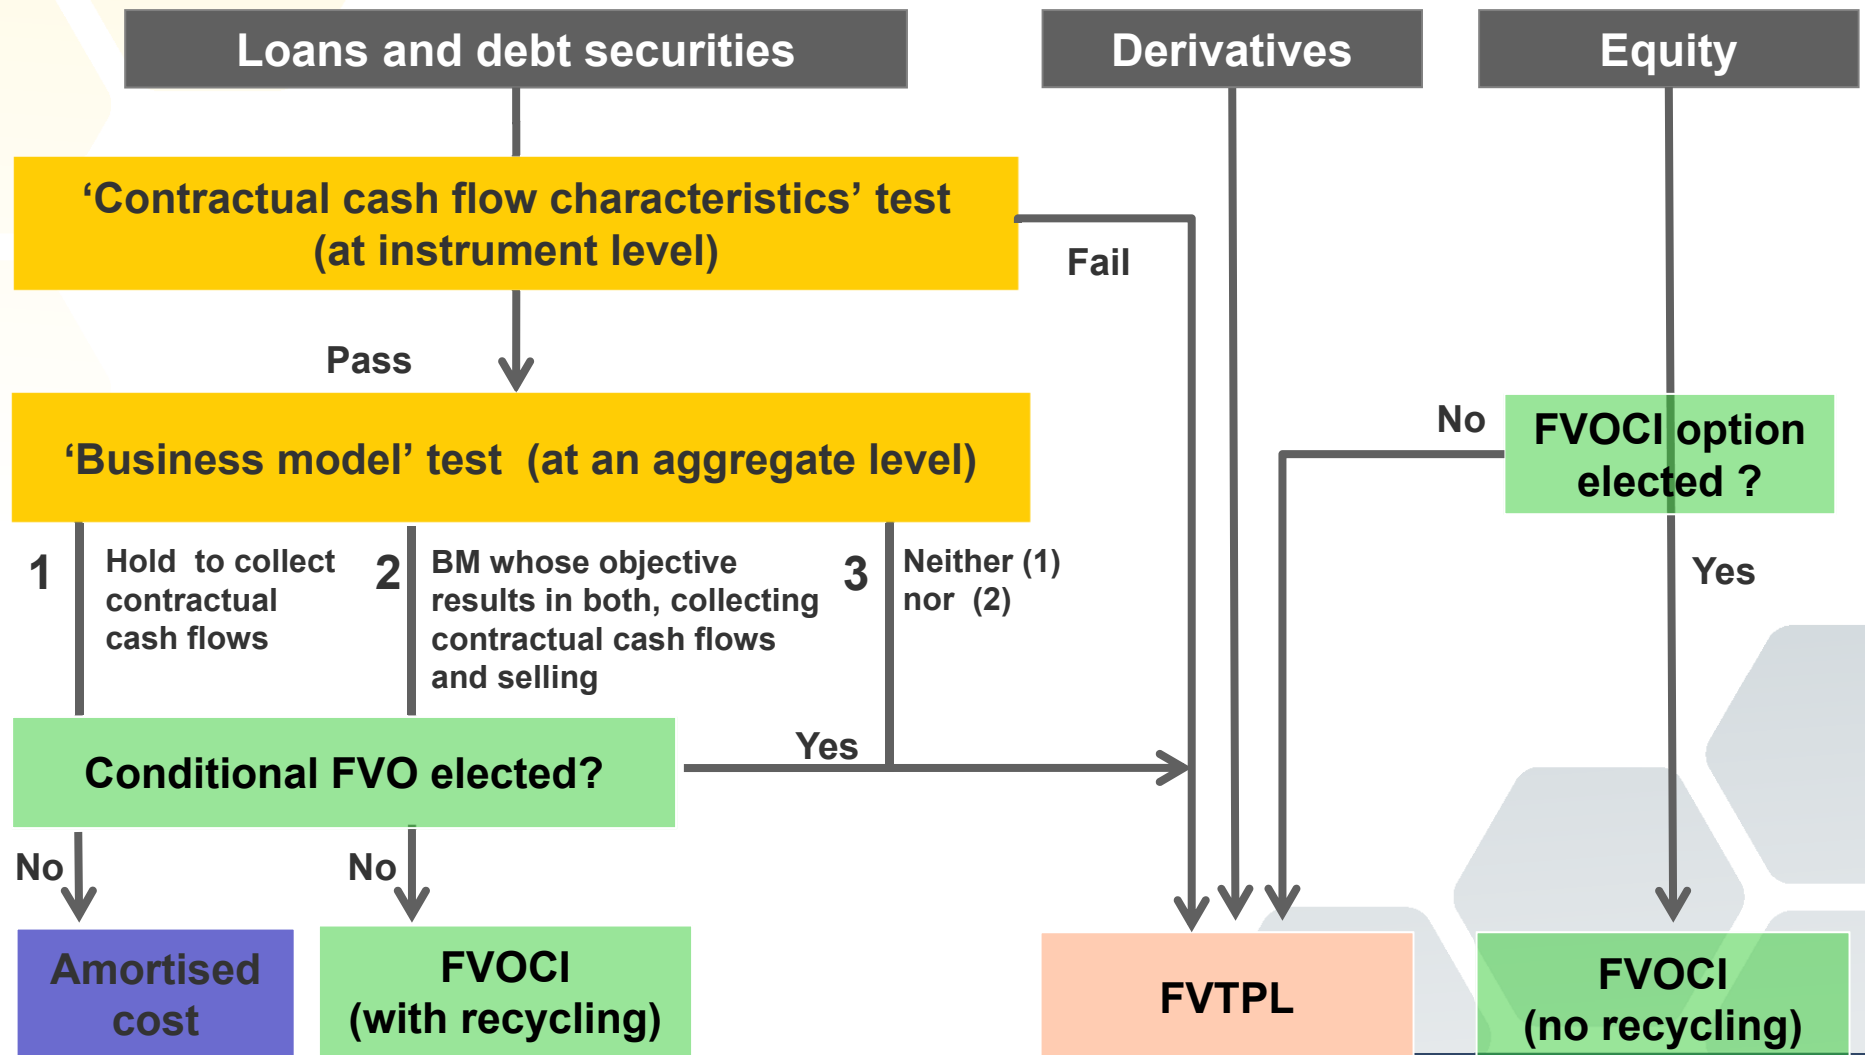 Loans and debt securities
Derivatives
Equity
‘Contractual cash flow characteristics’ test
(at instrument level)
Fail
Pass
‘Business model’ test (at an aggregate level)
No
FVOCI option
elected ?
1
Hold to collect
contractual
cash flows
2
BM whose objective
results in both, collecting
contractual cash flows
and selling
3
Neither (1)
nor (2)
Yes
Conditional FVO elected?
Yes
No
No
Amortised
cost
FVOCI
(with recycling)
FVTPL
FVOCI
(no recycling)